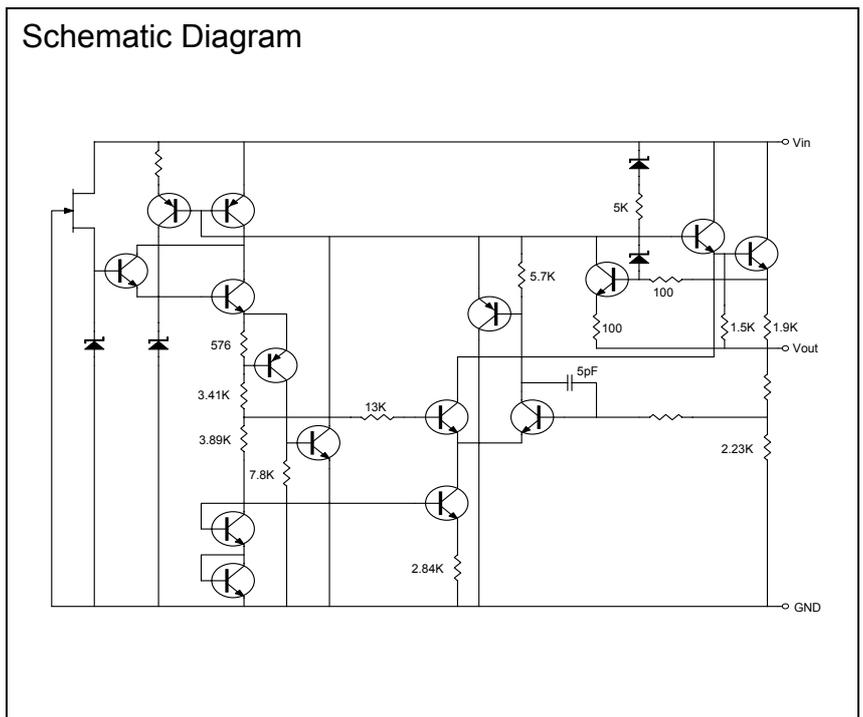 Schematic Diagram
Vin
5K
5.7K
100
100
1.5K
1.9K
Vout
576
5pF
3.41K
13K
3.89K
2.23K
7.8K
2.84K
GND